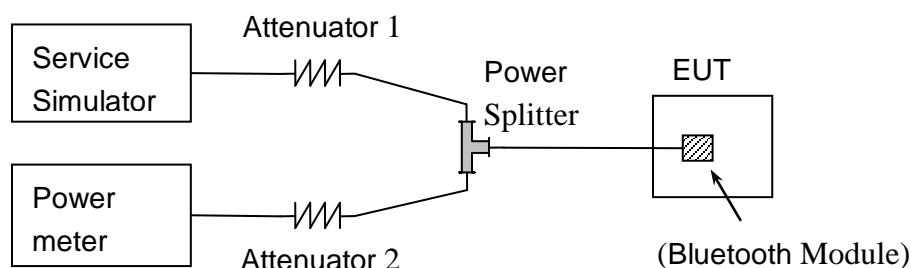 Attenuator 1
Service
Simulator
Power
Splitter
EUT
Power
meter
Attenuator 2
(Bluetooth Module)